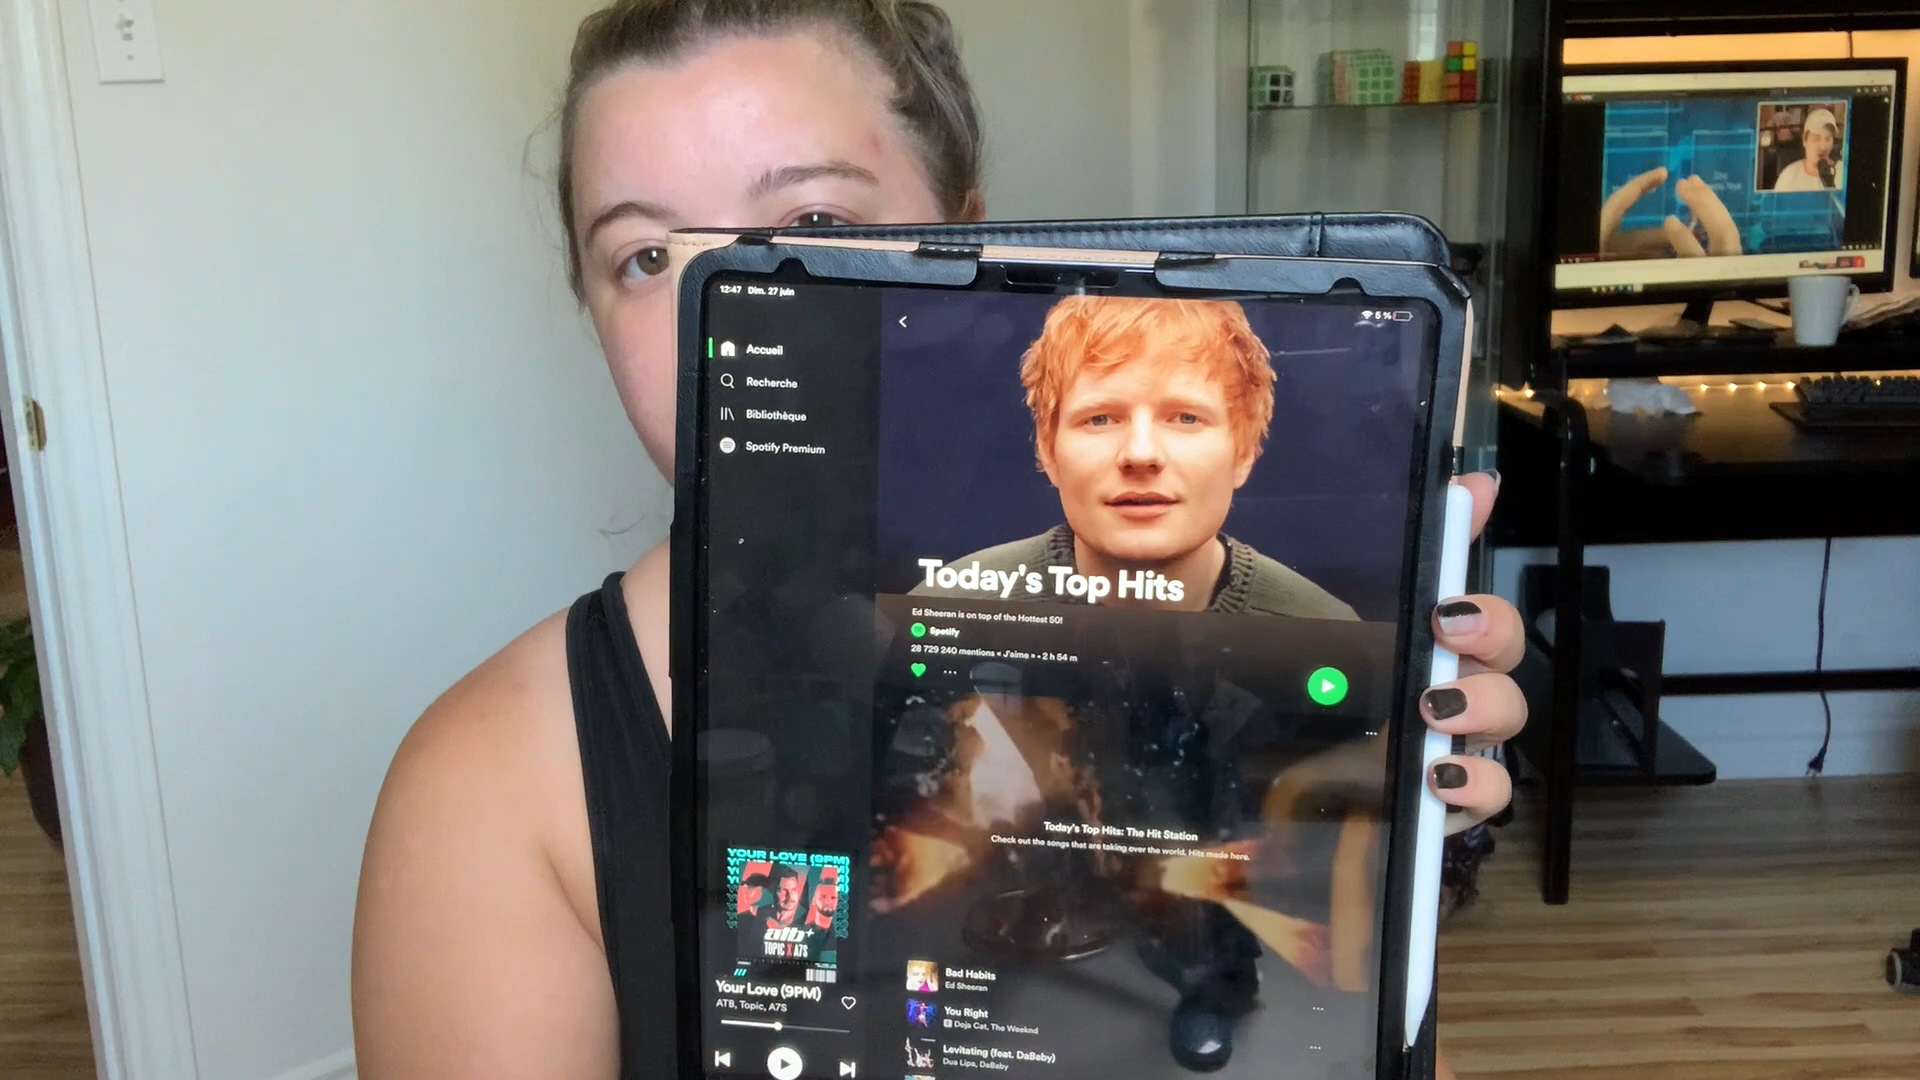 12:47 Dim. 27 juin
5 %
Accueil
Recherche
Bibliothèque
Spotify Premium
Today's Top Hits
Ed Sheeran is on top of the Hottest 50!
Spotify
28 729 240 mentions « J'aime » • 2 h 54 m
Today's Top Hits: The Hit Station
Check out the songs that are taking over the world. Hits made here.
YOUR LOVE (9PM)
atb+
TOPIC X A7S
Your Love (9PM)
ATB, Topic, A7S
Bad Habits
Ed Sheeran
You Right
E Doja Cat, The Weeknd
Levitating (feat. DaBaby)
Dua Lipa, DaBaby